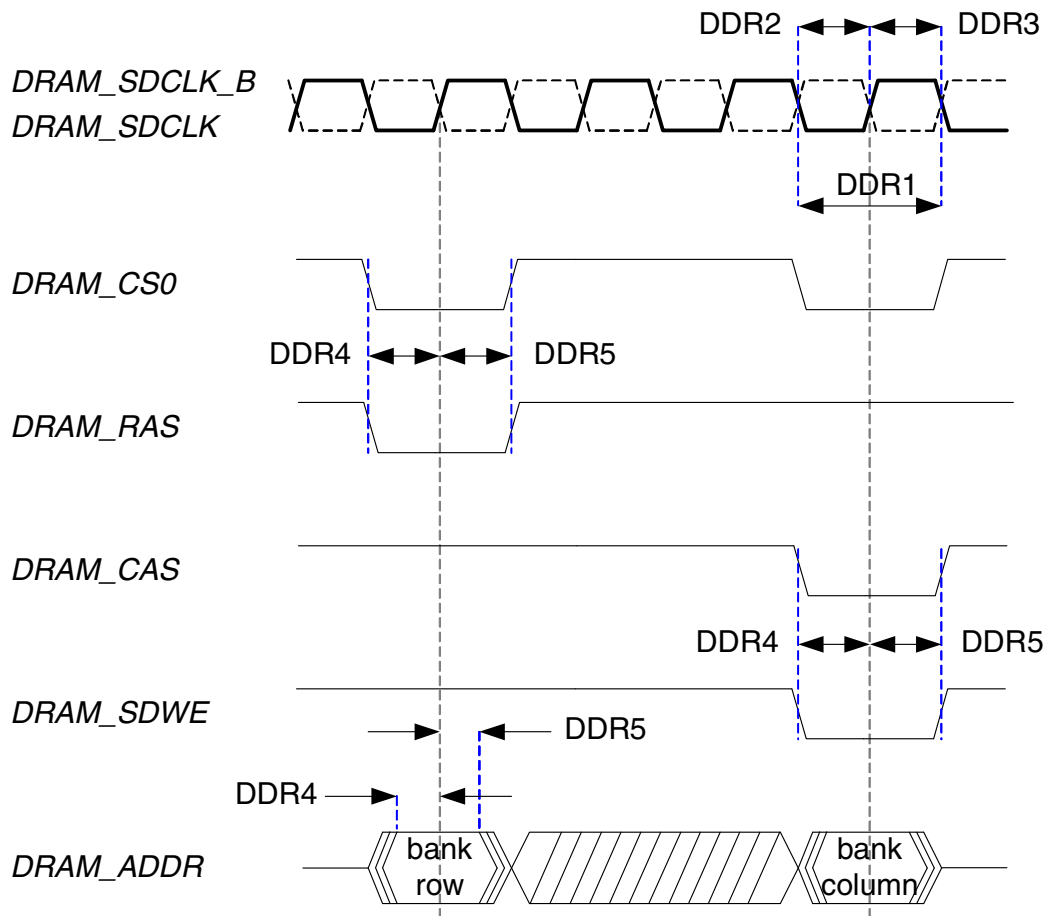 DDR2 DDR3
DRAM_SDCLK_B
DRAM_SDCLK
DDR1
DRAM_CS0
DDR4 DDR5
DRAM_RAS
DRAM_CAS
DDR4 DDR5
DRAM_SDWE
DDR5
DDR4
DRAM_ADDR
bank
row
bank
column